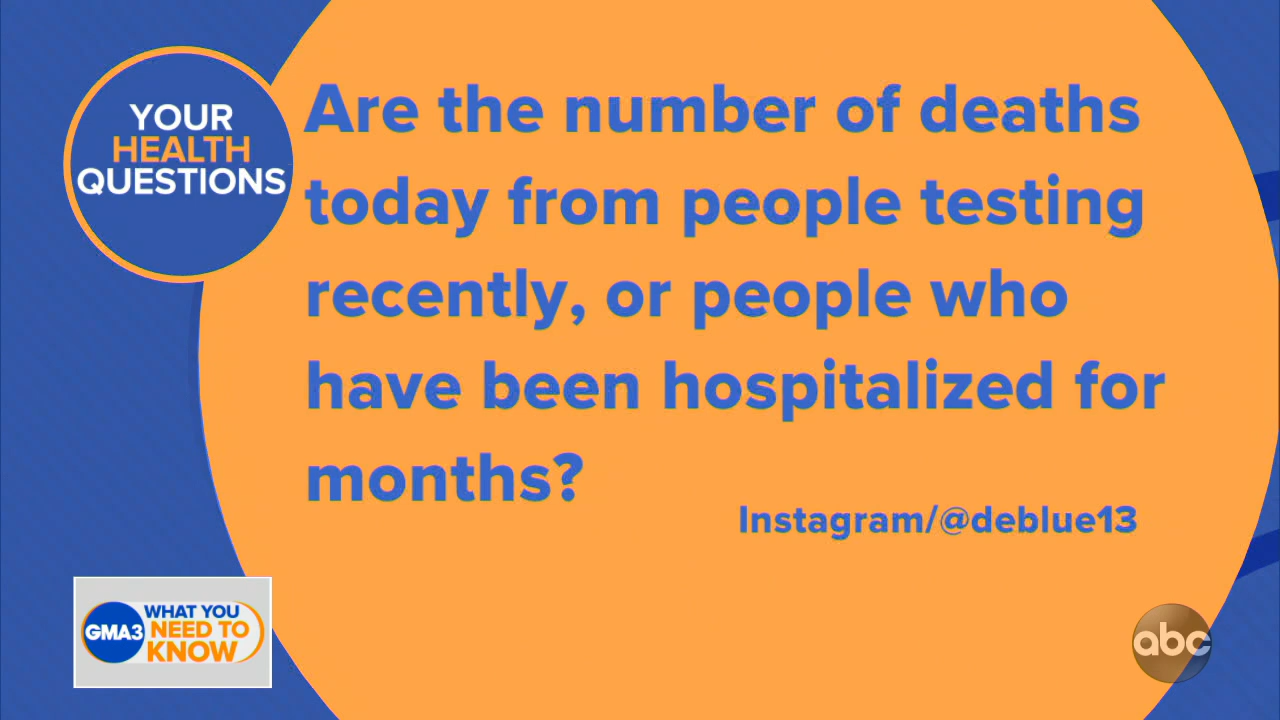 YOUR
HEALTH
QUESTIONS
Are the number of deaths
today from people testing
recently, or people who
have been hospitalized for
months?
Instagram/@deblue13
GMA3
WHAT YOU
NEED TO
KNOW
abc